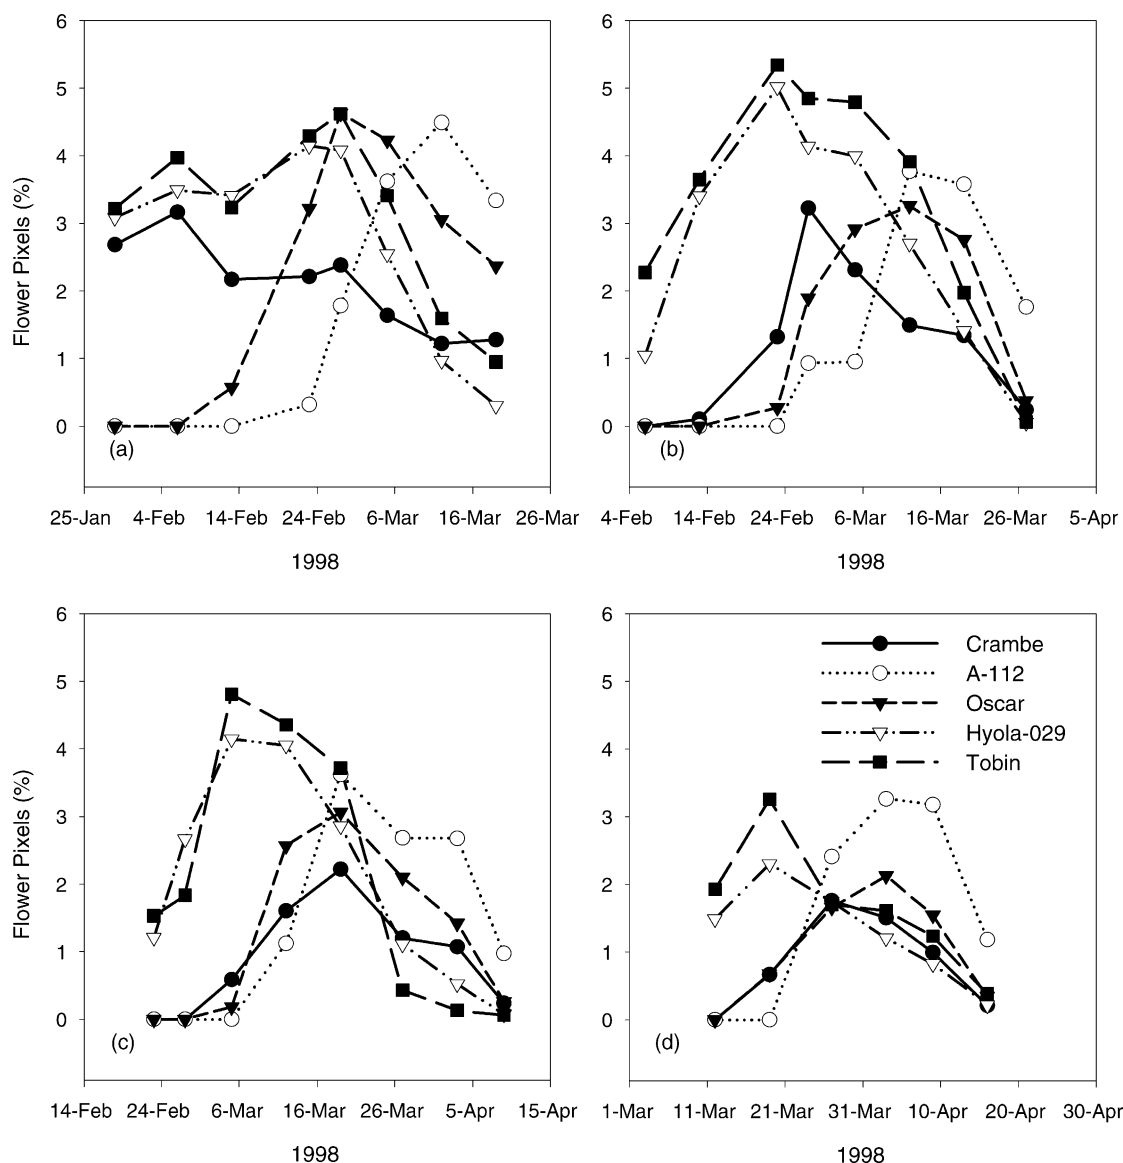 6
5
4
3
2
1
0
Flower Pixels (%)
(a)
25-Jan 4-Feb 14-Feb 24-Feb 6-Mar 16-Mar 26-Mar
1998
6
5
4
3
2
1
0
(b)
4-Feb 14-Feb 24-Feb 6-Mar 16-Mar 26-Mar 5-Apr
1998
6
5
4
3
2
1
0
Flower Pixels (%)
(c)
14-Feb 24-Feb 6-Mar 16-Mar 26-Mar 5-Apr 15-Apr
1998
6
5
4
3
2
1
0
Crambe
A-112
Oscar
Hyola-029
Tobin
(d)
1-Mar 11-Mar 21-Mar 31-Mar 10-Apr 20-Apr 30-Apr
1998